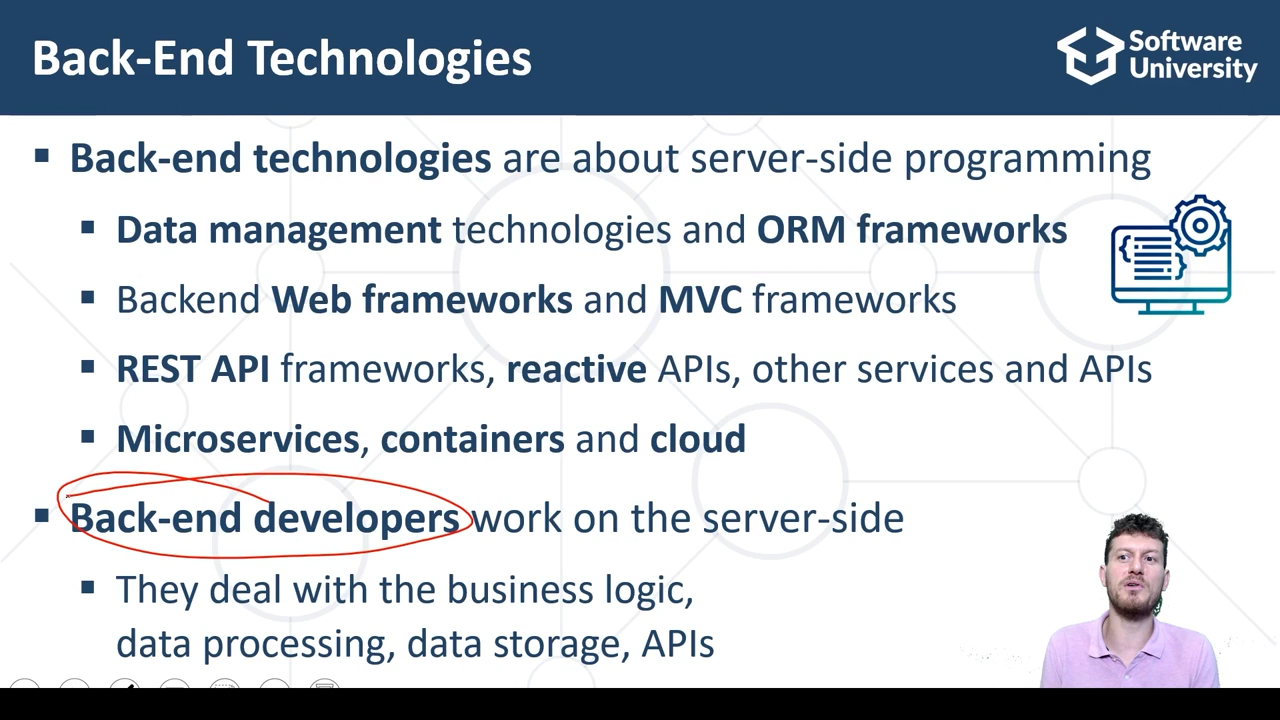 Back-End Technologies
Software
University
Back-end technologies are about server-side programming
Data management technologies and ORM frameworks
Backend Web frameworks and MVC frameworks
REST API frameworks, reactive APIs, other services and APIs
Microservices, containers and cloud
Back-end developers work on the server-side
They deal with the business logic,
data processing, data storage, APIs